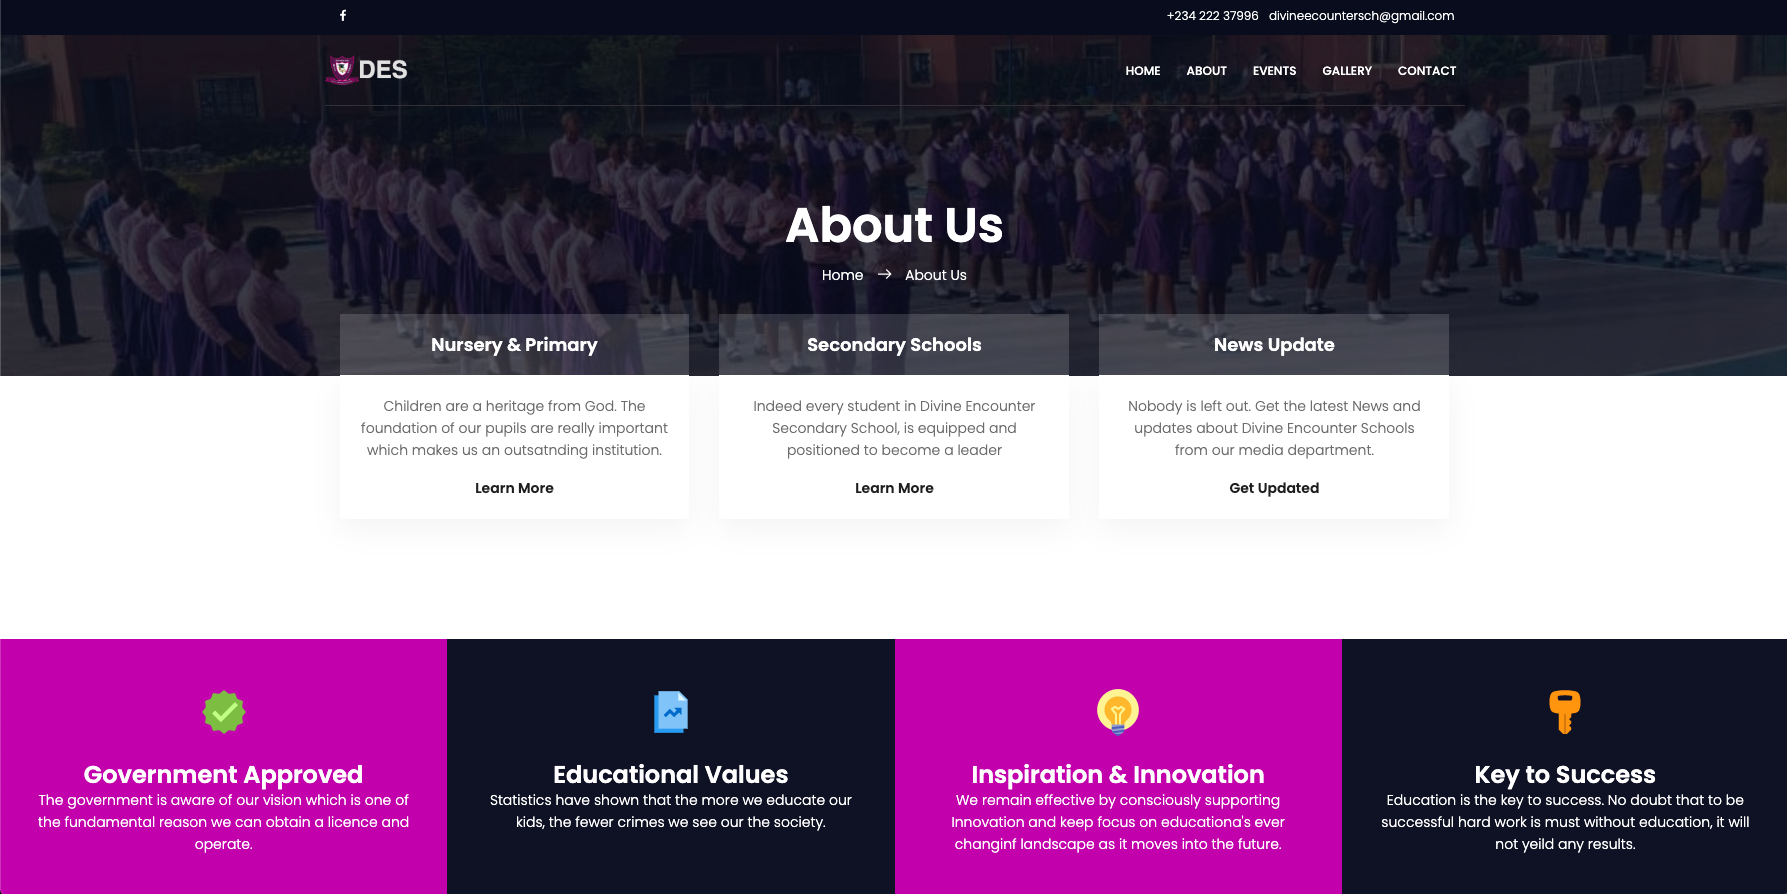 +234 222 37996 divineecountersch@gmail.com
DES
HOME ABOUT EVENTS GALLERY CONTACT
About Us
Home → About Us
Nursery & Primary
Children are a heritage from God. The
foundation of our pupils are really important
which makes us an outsatnding institution.
Learn More
Secondary Schools
Indeed every student in Divine Encounter
Secondary School, is equipped and
positioned to become a leader
Learn More
News Update
Nobody is left out. Get the latest News and
updates about Divine Encounter Schools
from our media department.
Get Updated
Government Approved
The government is aware of our vision which is one of
the fundamental reason we can obtain a licence and
operate.
Educational Values
Statistics have shown that the more we educate our
kids, the fewer crimes we see our the society.
Inspiration & Innovation
We remain effective by consciously supporting
Innovation and keep focus on educationa's ever
changinf landscape as it moves into the future.
Key to Success
Education is the key to success. No doubt that to be
successful hard work is must without education, it will
not yeild any results.